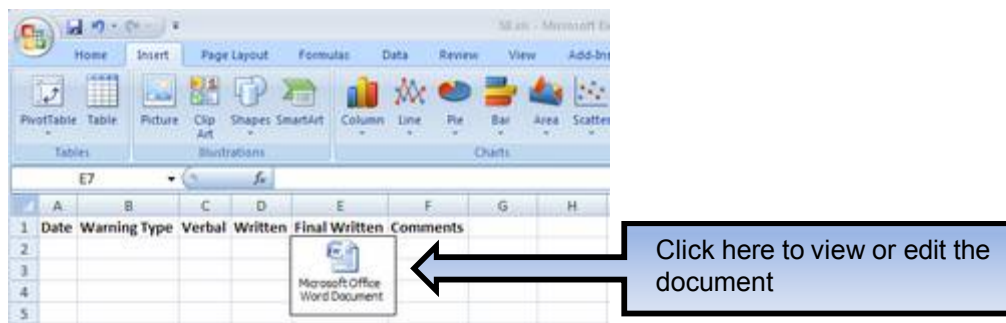 Home Insert Page Layout Formulas Data Review View Add-Ins
PivotTable Table Picture Clip Art Shapes SmartArt Column Line Pie Bar Area Scatter
Tables Illustrations Charts
E7 fx
A B C D E F G H
1 Date Warning Type Verbal Written Final Written Comments
2
3
4
5
Microsoft Office
Word Document
Click here to view or edit the
document